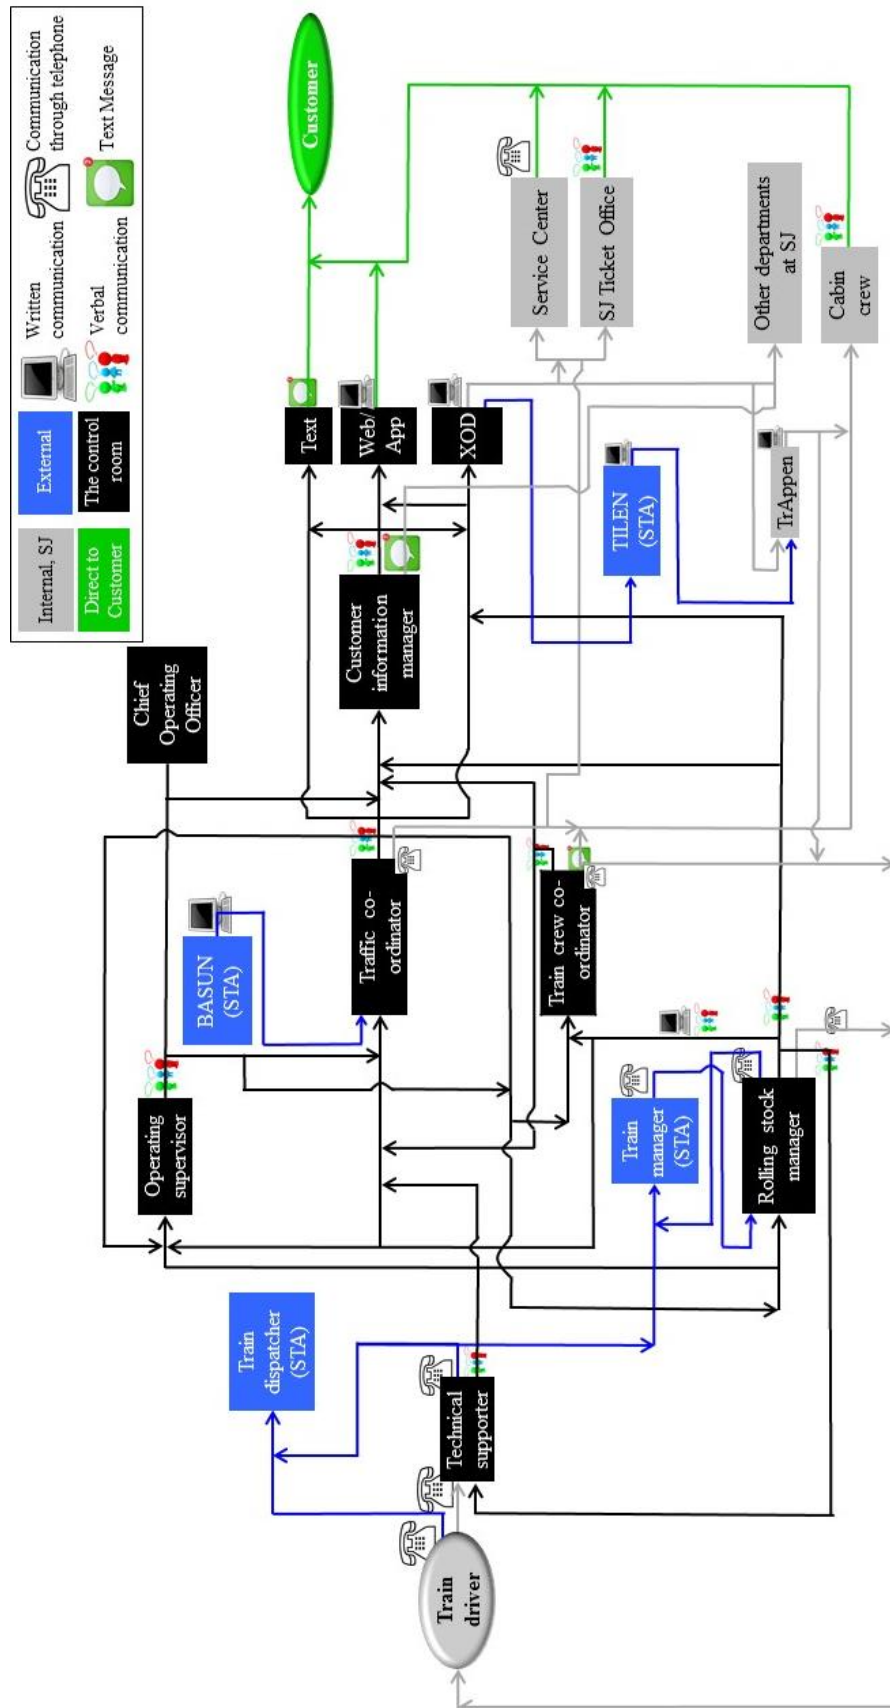 Internal, SJ
External
Written
communication
Communication
through telephone
Direct to
Customer
The control
room
Verbal
communication
Text Message
Chief
Operating
Officer
Operating
supervisor
BASUN
(STA)
Train
dispatcher
(STA)
Customer
Text
Web/
App
XOD
Customer
information
manager
Traffic co-
ordinator
Technical
supporter
Train
driver
Service Center
SJ Ticket Office
TILEN
(STA)
Train crew co-
ordinator
Train
manager
(STA)
Other departments
at SJ
TrAppen
Rolling stock
manager
Cabin
crew